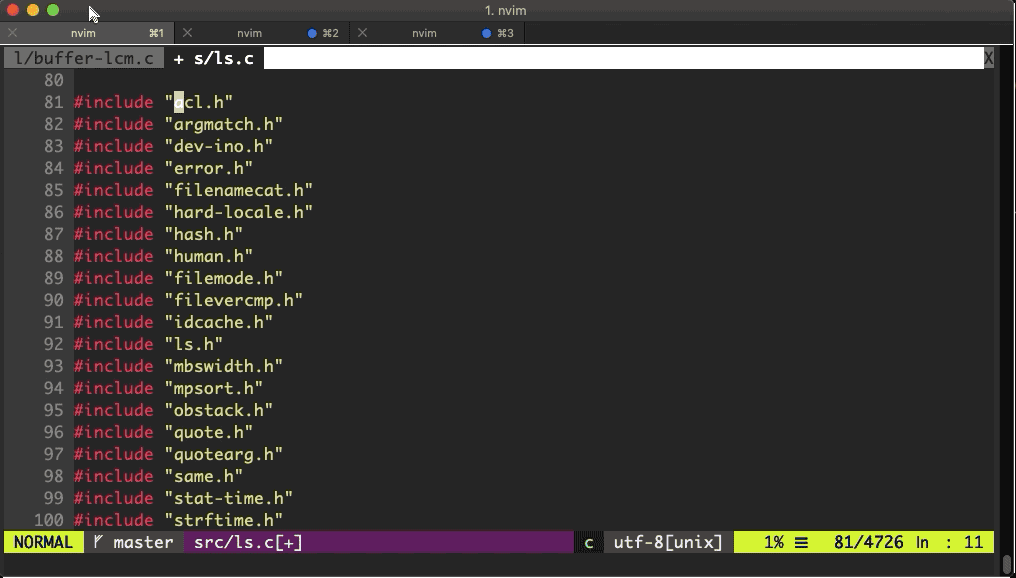 1. nvim
nvim ⌘1 nvim ⌘2 nvim ⌘3
l/buffer-lcm.c + s/ls.c X
80
81 #include "acl.h"
82 #include "argmatch.h"
83 #include "dev-ino.h"
84 #include "error.h"
85 #include "filenamecat.h"
86 #include "hard-locale.h"
87 #include "hash.h"
88 #include "human.h"
89 #include "filemode.h"
90 #include "filevercmp.h"
91 #include "idcache.h"
92 #include "ls.h"
93 #include "mbswidth.h"
94 #include "mpsort.h"
95 #include "obstack.h"
96 #include "quote.h"
97 #include "quotearg.h"
98 #include "same.h"
99 #include "stat-time.h"
100 #include "strftime.h"
NORMAL master src/ls.c[+] c utf-8[unix] 1% ☰ 81/4726 ln : 11